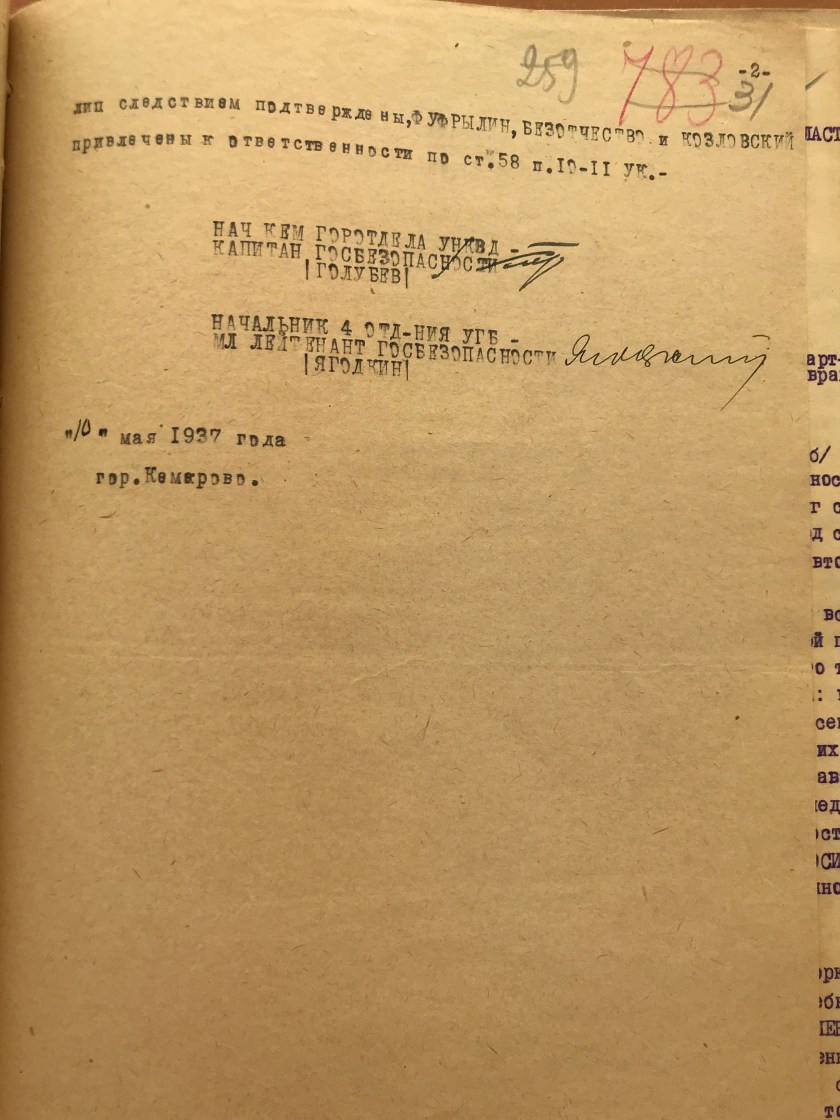 259
783
-2-
31
лип следствием подтверждены,ФУФРЫЛИН,БЕЗОТЧЕСТВО и КОЗЛОВСКИЙ
привлечены к ответственности по ст.58 п.10-11 УК.-
НАЧ КЕМ ГОРОТДЕЛА УНКВД -
КАПИТАН ГОСБЕЗОПАСНОСТИ
|ГОЛУБЕВ|
НАЧАЛЬНИК 4 ОТД-НИЯ УГБ -
МЛ ЛЕЙТЕНАНТ ГОСБЕЗОПАСНОСТИ
|ЯГОДКИН|
"10" мая 1937 года
гор.Кемерово.